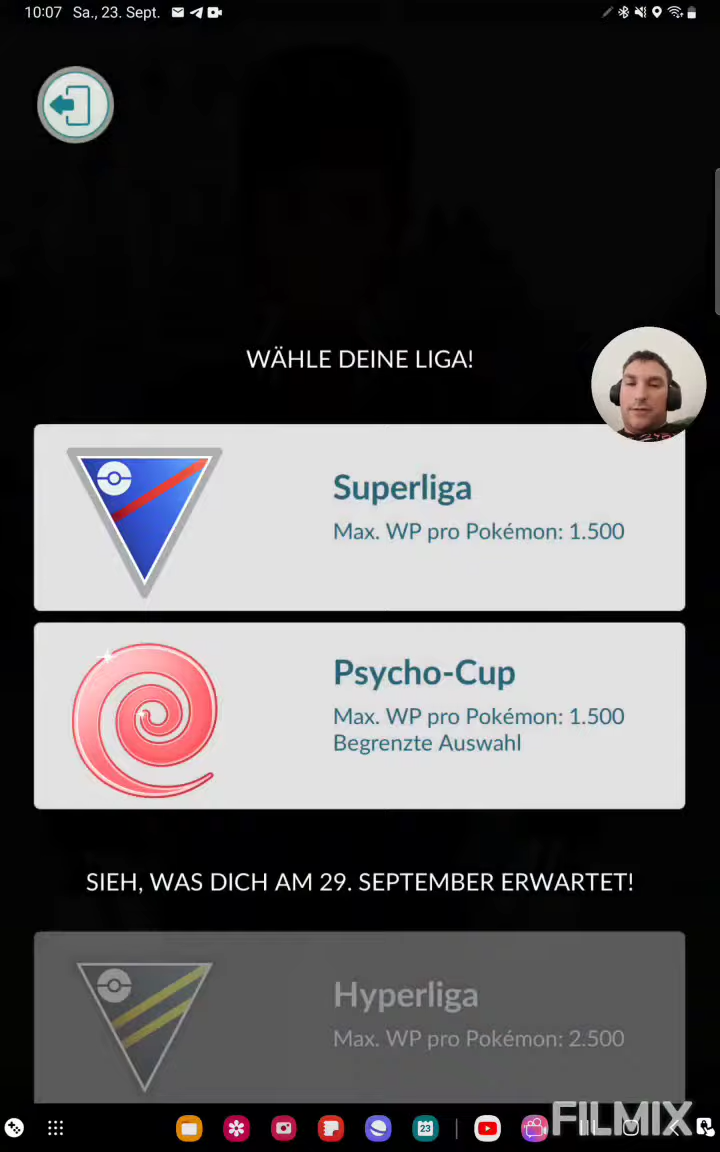 10:07 Sa., 23. Sept.
WÄHLE DEINE LIGA!
Superliga
Max. WP pro Pokémon: 1.500
Psycho-Cup
Max. WP pro Pokémon: 1.500
Begrenzte Auswahl
SIEH, WAS DICH AM 29. SEPTEMBER ERWARTET!
Hyperliga
Max. WP pro Pokémon: 2.500
23
FILMIX